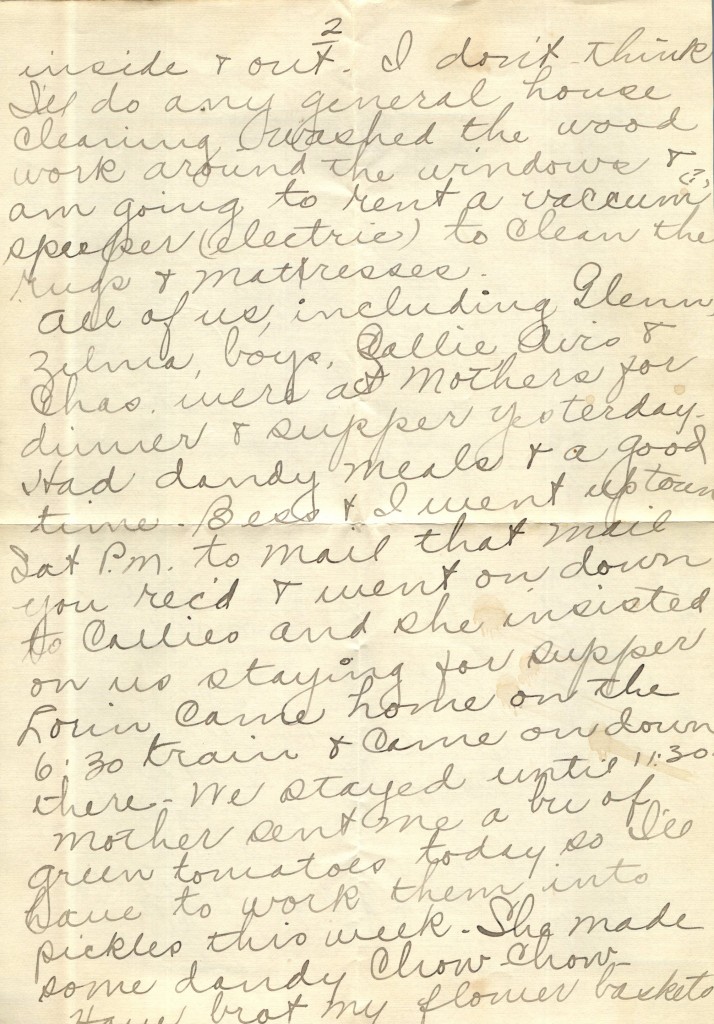 2
inside & out. I don't think
I'll do any general house
cleaning. Washed the wood
work around the windows &
(?)
am going to rent a vaccum
speeper (electric) to clean the
rugs & mattresses.
All of us, including Glenn,
Zelma, boys, Callie, Avis &
Chas. were at Mothers for
dinner & supper yesterday.
Had dandy meals & a good
time. Bess & I went uptown
Sat P.M. to mail that mail
you rec'd & went on down
to Callies and she insisted
on us staying for supper
Lorin came home on the
6:30 train & came on down
there. We stayed until 11:30.
Mother sent me a bu of
green tomatoes today so I'll
have to work them into
pickles this week. She made
some dandy Chow Chow
Have brot my flower baskets